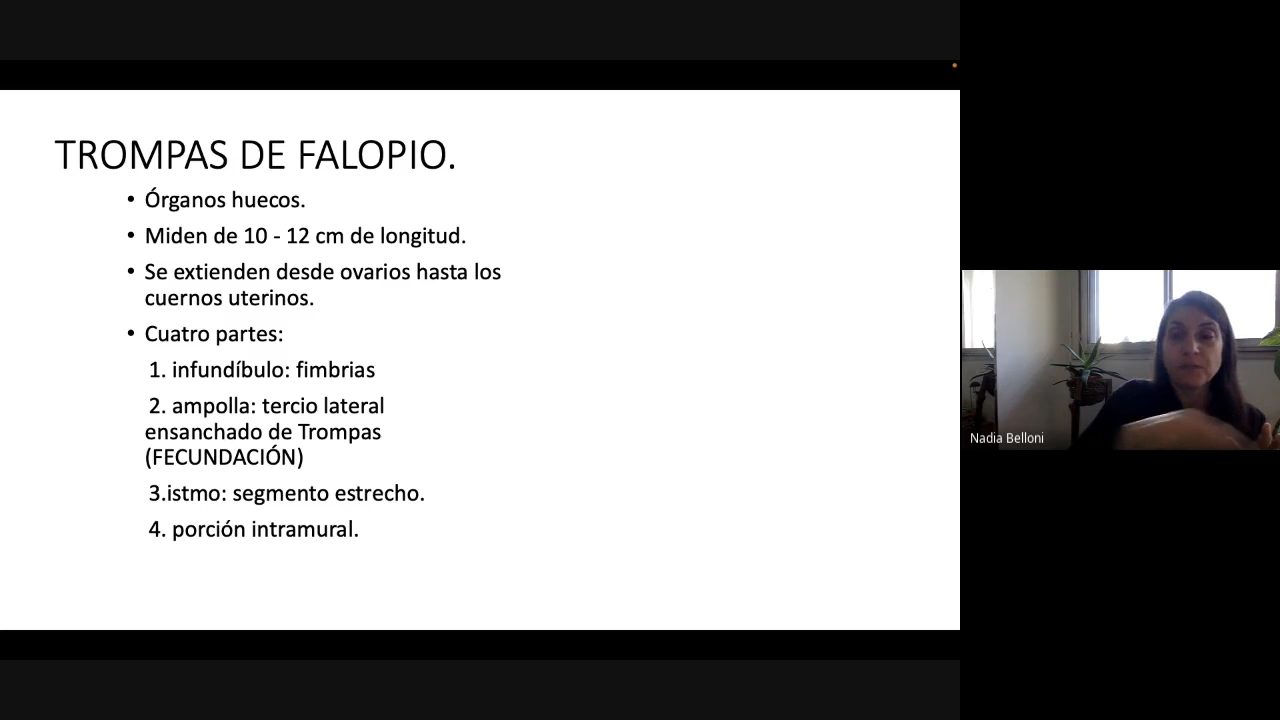 TROMPAS DE FALOPIO.
• Órganos huecos.
• Miden de 10 - 12 cm de longitud.
• Se extienden desde ovarios hasta los
cuernos uterinos.
• Cuatro partes:
1. infundíbulo: fimbrias
2. ampolla: tercio lateral
ensanchado de Trompas
(FECUNDACIÓN)
3.istmo: segmento estrecho.
4. porción intramural.
Nadia Belloni